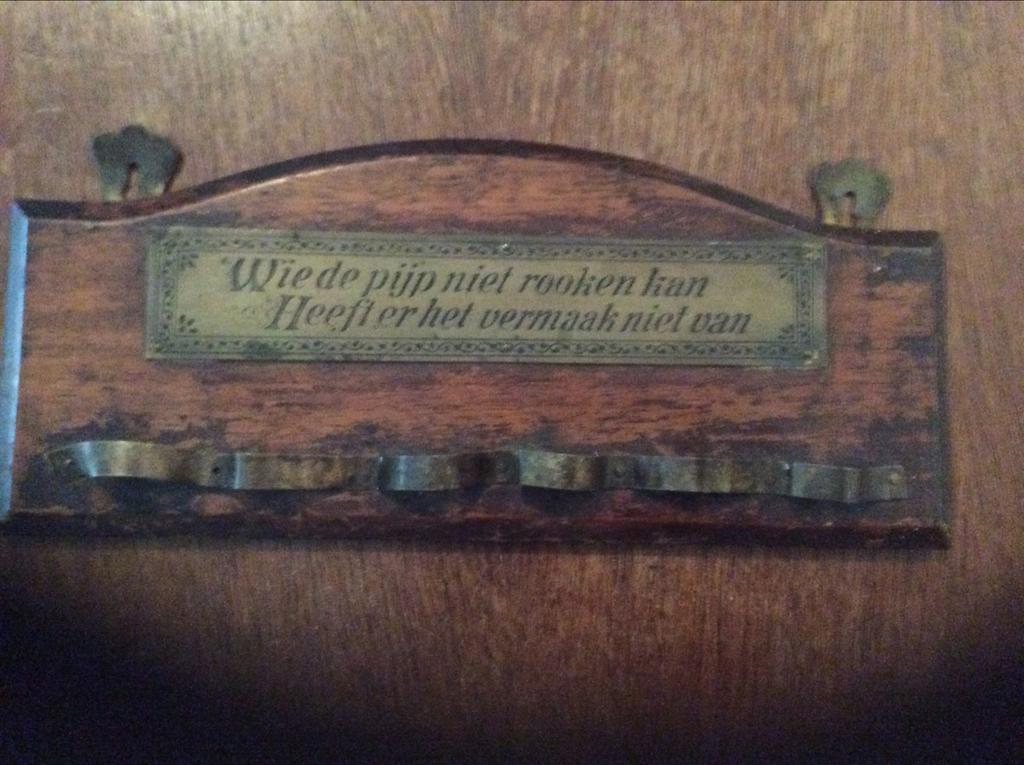 Wie de pijp niet rooken kan
Heeft er het vermaak niet van